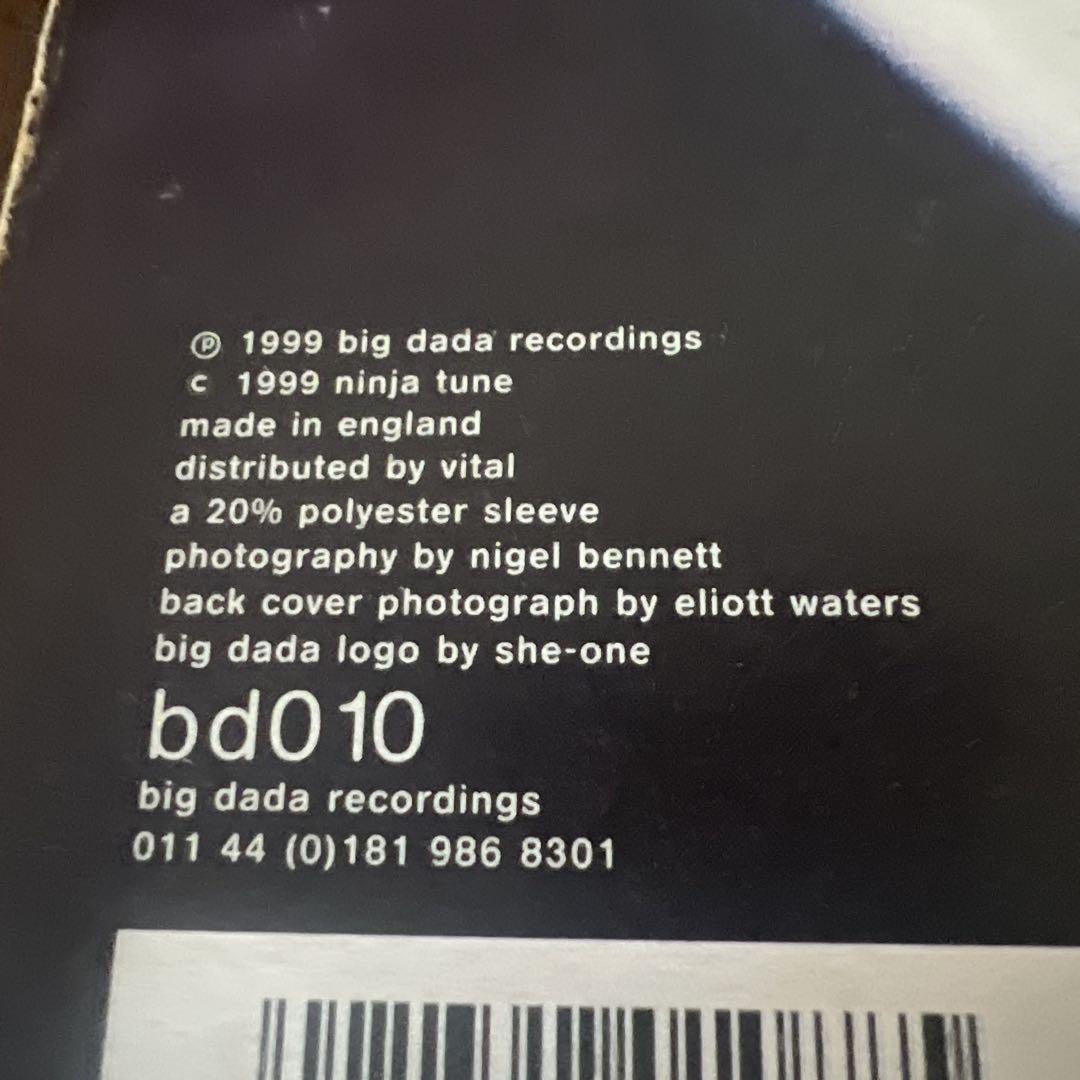 ℗ 1999 big dada recordings
c 1999 ninja tune
made in england
distributed by vital
a 20% polyester sleeve
photography by nigel bennett
back cover photograph by eliott waters
big dada logo by she-one
bd010
big dada recordings
011 44 (0)181 986 8301